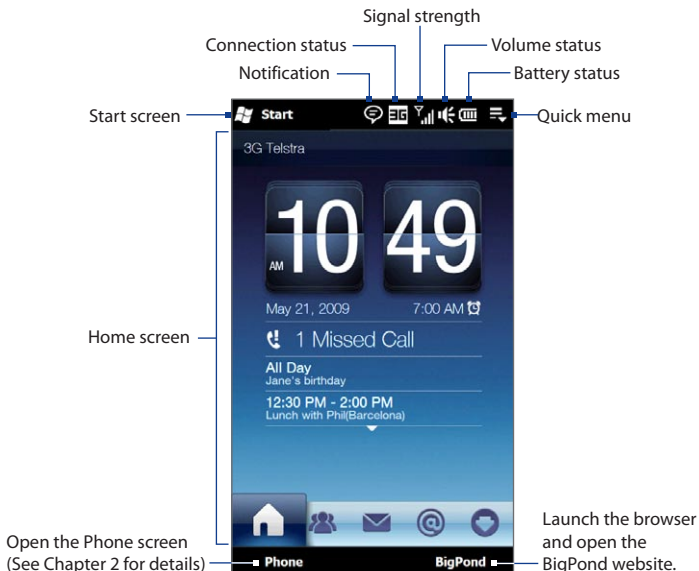 Signal strength
Connection status
Volume status
Notification
Battery status
Start screen
Start
3G
Quick menu
3G Telstra
10
49
AM
May 21, 2009
7:00 AM
Home screen
1 Missed Call
All Day
Jane's birthday
12:30 PM - 2:00 PM
Lunch with Phil(Barcelona)
@
Open the Phone screen
(See Chapter 2 for details)
Phone
BigPond
Launch the browser
and open the
BigPond website.